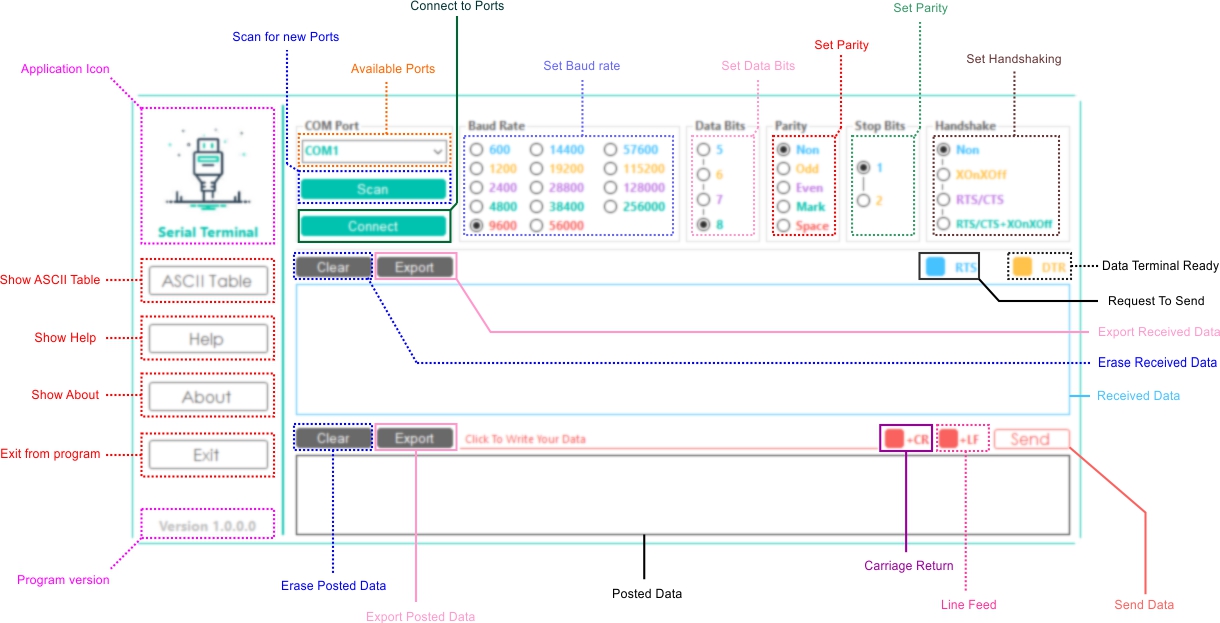 Connect to Ports
Set Parity
Scan for new Ports
Set Parity
Application Icon
Available Ports
Set Baud rate
Set Data Bits
Set Handshaking
COM Port
Baud Rate
Data Bits
Parity
Stop Bits
Handshake
COM1
600
14400
57600
5
Non
1
Non
1200
19200
115200
6
Odd
XOnXOff
Scan
2400
28800
128000
7
Even
2
RTS/CTS
4800
38400
256000
Mark
Connect
9600
56000
8
Space
RTS/CTS+XOnXOff
Serial Terminal
Clear
Export
RTS
DTR
Data Terminal Ready
Show ASCII Table
ASCII Table
Request To Send
Show Help
Help
Export Received Data
Erase Received Data
Show About
About
Received Data
Clear
Export
Click To Write Your Data
+CR
+LF
Send
Exit from program
Exit
Version 1.0.0.0
Program version
Erase Posted Data
Export Posted Data
Posted Data
Carriage Return
Line Feed
Send Data